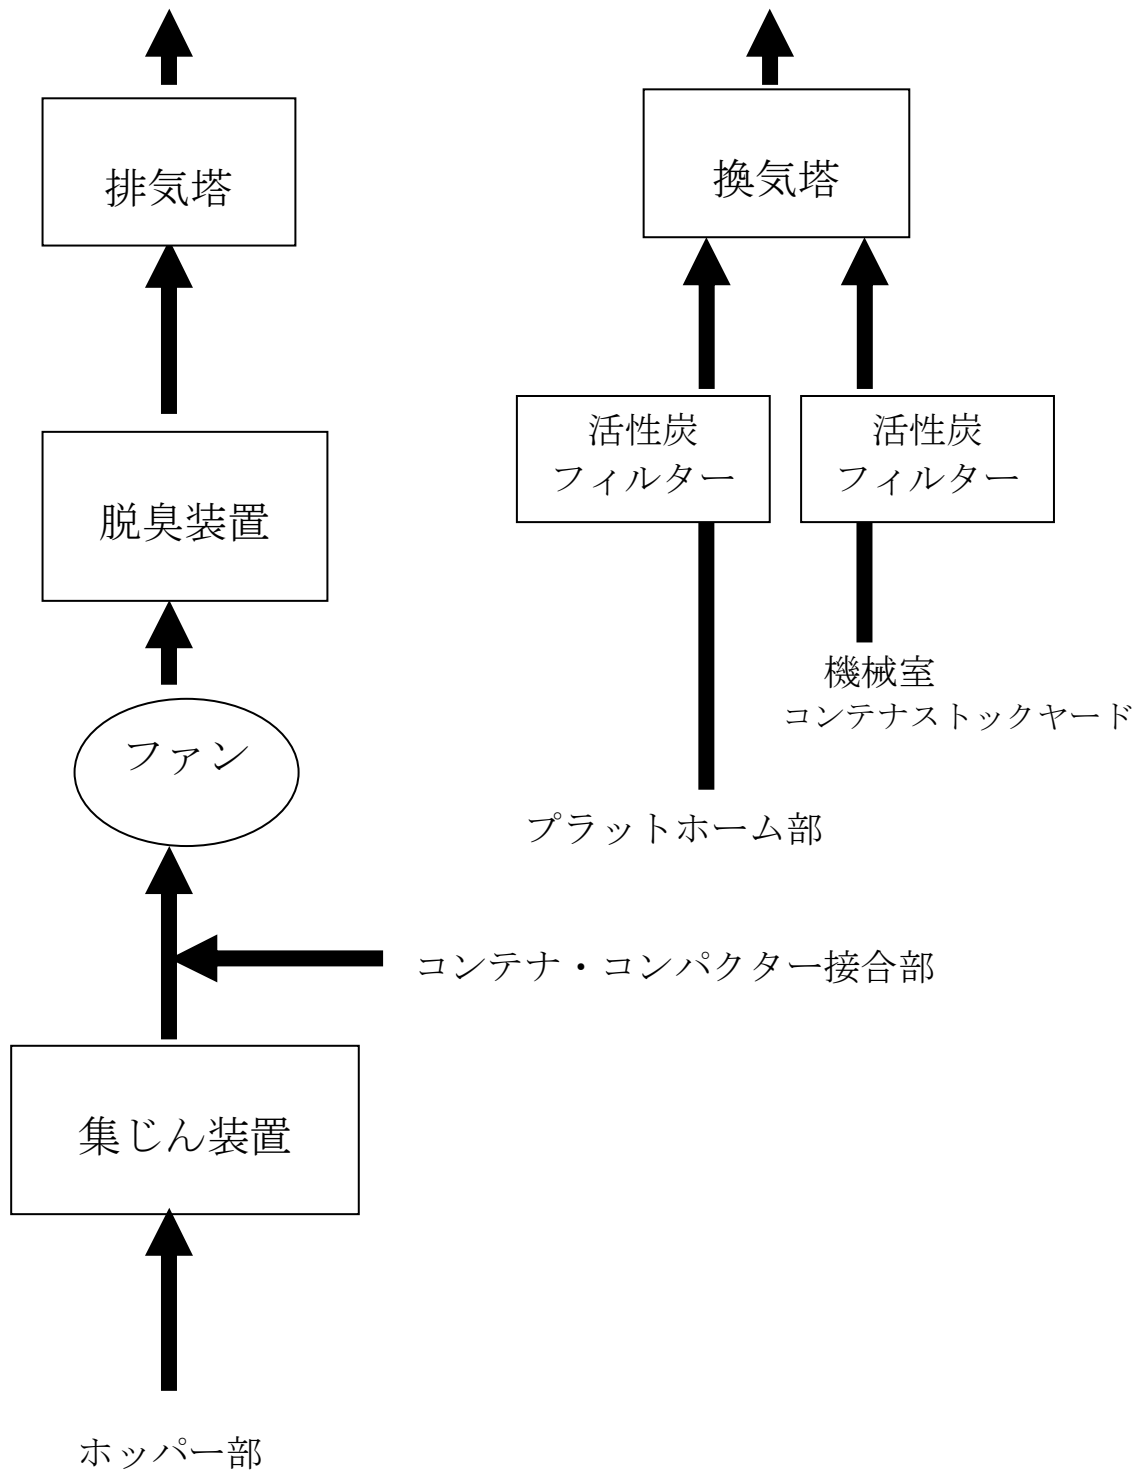 排気塔
換気塔
活性炭
フィルター
活性炭
フィルター
脱臭装置
機械室
コンテナストックヤード
ファン
プラットホーム部
コンテナ・コンパクター接合部
集じん装置
ホッパー部